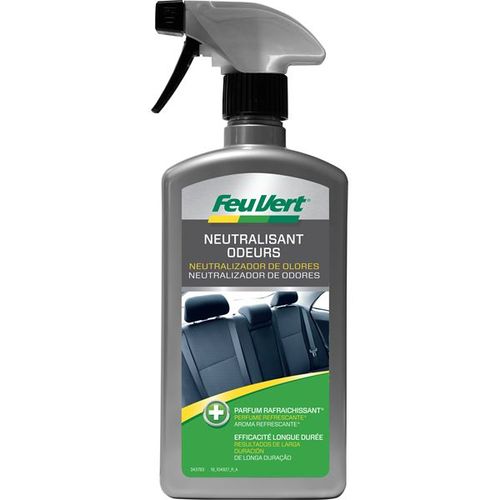 Feu Vert
NEUTRALISANT
ODEURS
NEUTRALIZADOR DE OLORES
NEUTRALIZADOR DE ODORES
PARFUM RAFRAICHISSANT*
PERFUME REFRESCANTE*
AROMA REFRESCANTE*
EFFICACITÉ LONGUE DURÉE
RESULTADOS DE LARGA
DURACIÓN
DE LONGA DURAÇÃO